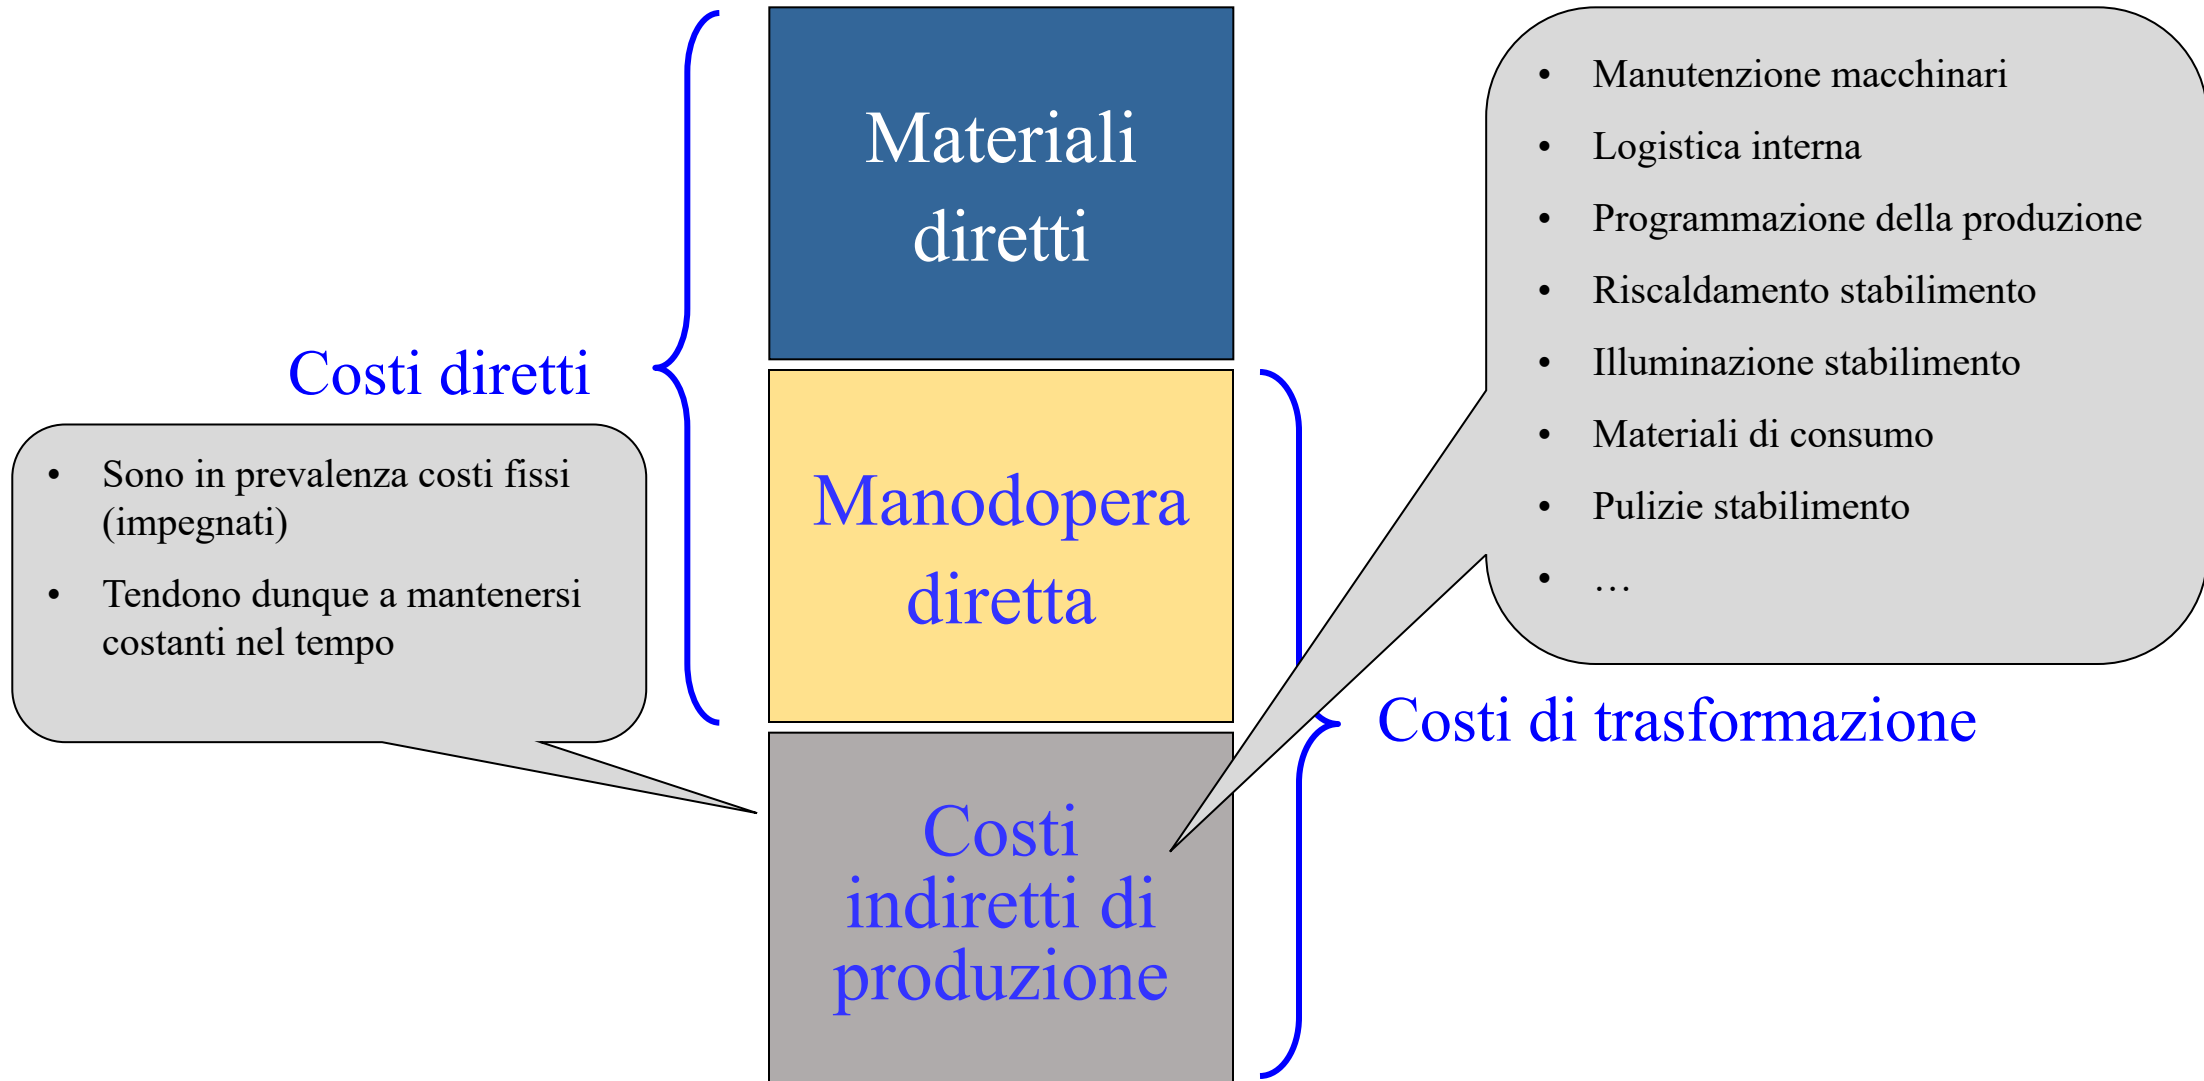 Materiali
diretti
Costi diretti
• Sono in prevalenza costi fissi
(impegnati)
• Tendono dunque a mantenersi
costanti nel tempo
Manodopera
diretta
Costi
indiretti di
produzione
• Manutenzione macchinari
• Logistica interna
• Programmazione della produzione
• Riscaldamento stabilimento
• Illuminazione stabilimento
• Materiali di consumo
• Pulizie stabilimento
• …
Costi di trasformazione